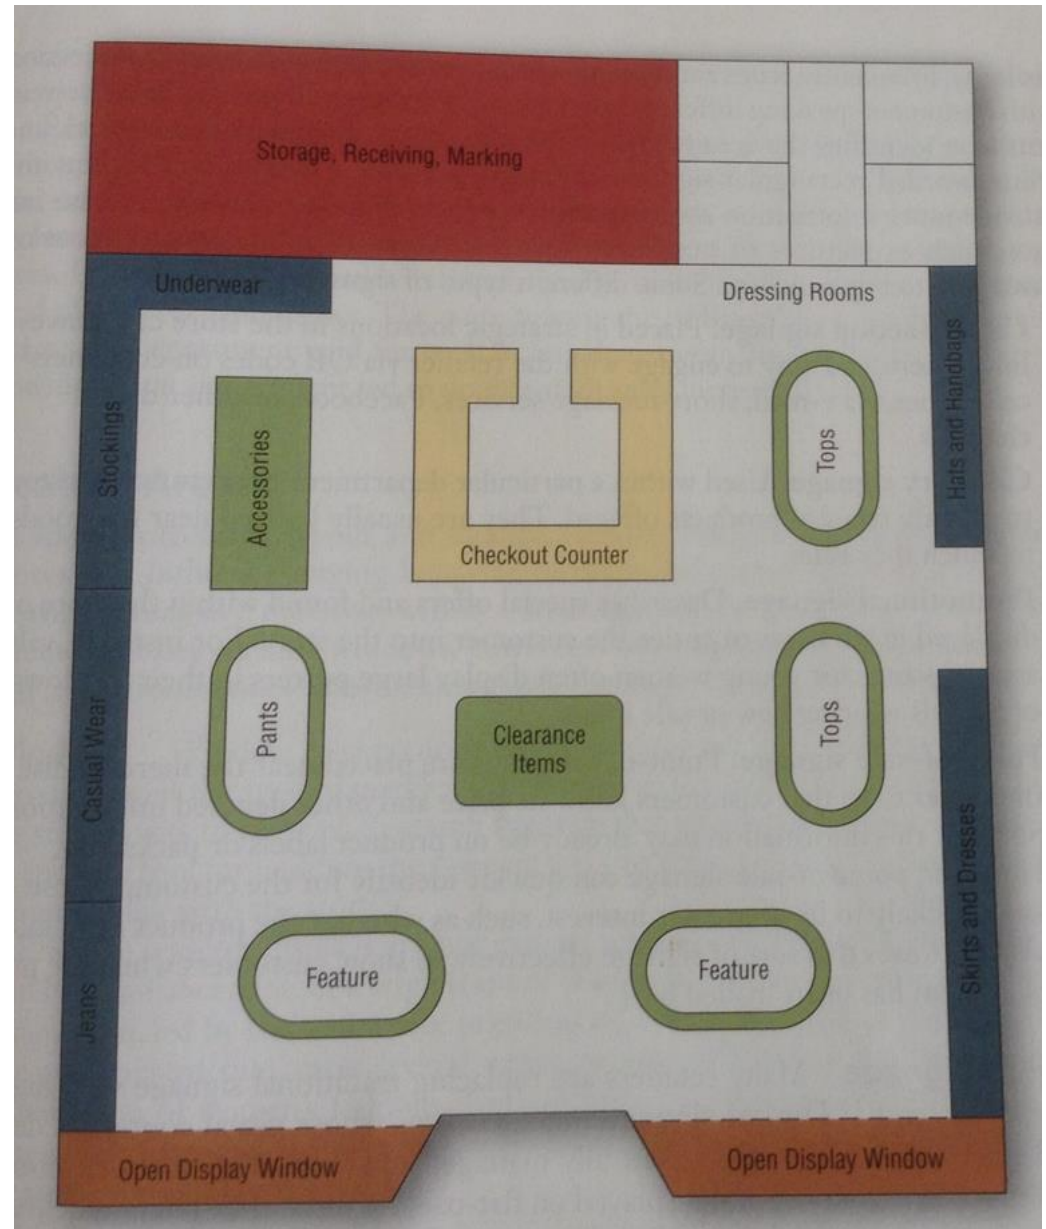 Storage, Receiving, Marking
Underwear
Dressing Rooms
Stockings
Accessories
Checkout Counter
Tops
Hats and Handbags
Casual Wear
Pants
Clearance
Items
Tops
Skirts and Dresses
Jeans
Feature
Feature
Open Display Window
Open Display Window